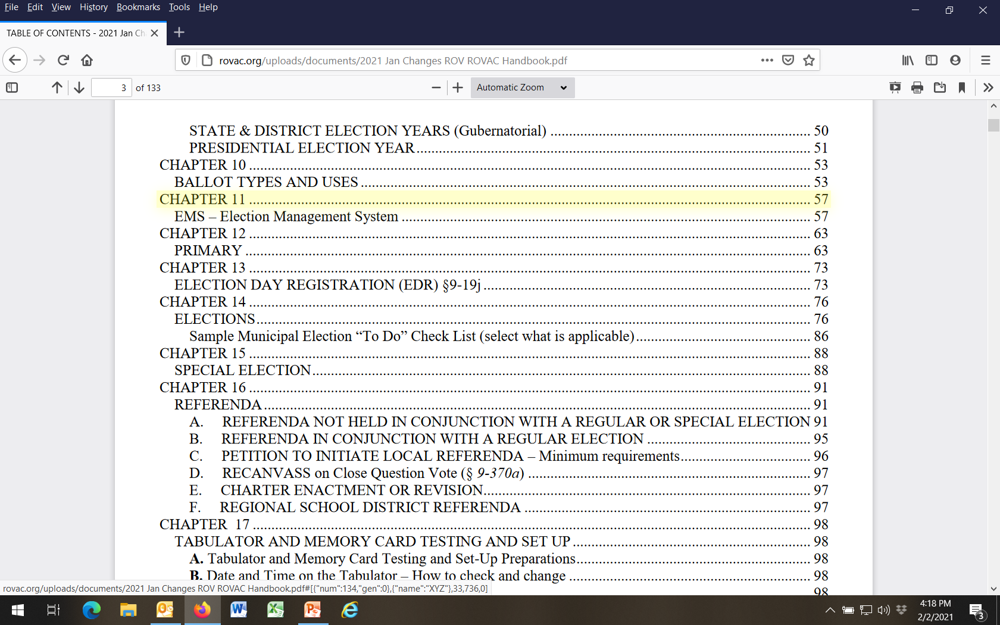 File Edit View History Bookmarks Tools Help
TABLE OF CONTENTS - 2021 Jan Ch
rovac.org/uploads/documents/2021 Jan Changes ROV ROVAC Handbook.pdf
3 of 133
Automatic Zoom
STATE & DISTRICT ELECTION YEARS (Gubernatorial) ........ 50
PRESIDENTIAL ELECTION YEAR ........ 51
CHAPTER 10 ........ 53
BALLOT TYPES AND USES ........ 53
CHAPTER 11 ........ 57
EMS – Election Management System ........ 57
CHAPTER 12 ........ 63
PRIMARY ........ 63
CHAPTER 13 ........ 73
ELECTION DAY REGISTRATION (EDR) §9-19j ........ 73
CHAPTER 14 ........ 76
ELECTIONS ........ 76
Sample Municipal Election “To Do” Check List (select what is applicable) ........ 86
CHAPTER 15 ........ 88
SPECIAL ELECTION ........ 88
CHAPTER 16 ........ 91
REFERENDA ........ 91
A. REFERENDA NOT HELD IN CONJUNCTION WITH A REGULAR OR SPECIAL ELECTION 91
B. REFERENDA IN CONJUNCTION WITH A REGULAR ELECTION ........ 95
C. PETITION TO INITIATE LOCAL REFERENDA – Minimum requirements ........ 96
D. RECANVASS on Close Question Vote (§ 9-370a) ........ 97
E. CHARTER ENACTMENT OR REVISION ........ 97
F. REGIONAL SCHOOL DISTRICT REFERENDA ........ 97
CHAPTER 17 ........ 98
TABULATOR AND MEMORY CARD TESTING AND SET UP ........ 98
A. Tabulator and Memory Card Testing and Set-Up Preparations ........ 98
B. Date and Time on the Tabulator – How to check and change ........ 98
98
rovac.org/uploads/documents/2021 Jan Changes ROV ROVAC Handbook.pdf#[{"num":134,"gen":0},{"name":"XYZ"},33,736,0]
4:18 PM
2/2/2021
3